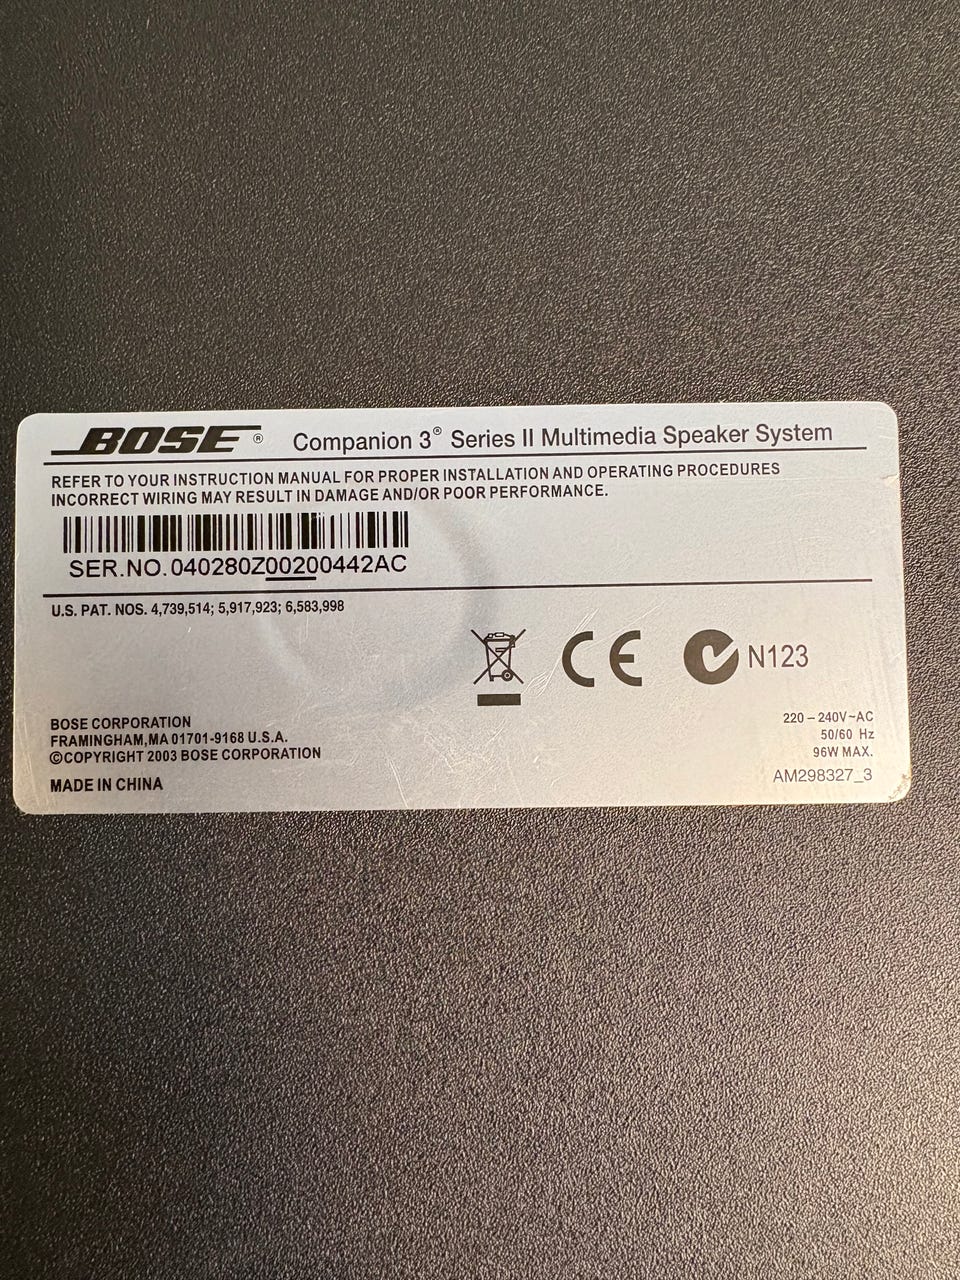 BOSE® Companion 3® Series II Multimedia Speaker System
REFER TO YOUR INSTRUCTION MANUAL FOR PROPER INSTALLATION AND OPERATING PROCEDURES
INCORRECT WIRING MAY RESULT IN DAMAGE AND/OR POOR PERFORMANCE.
SER.NO. 040280Z00200442AC
U.S. PAT. NOS. 4,739,514; 5,917,923; 6,583,998
CE N123
BOSE CORPORATION
FRAMINGHAM,MA 01701-9168 U.S.A.
©COPYRIGHT 2003 BOSE CORPORATION
MADE IN CHINA
220 – 240V~AC
50/60 Hz
96W MAX.
AM298327_3